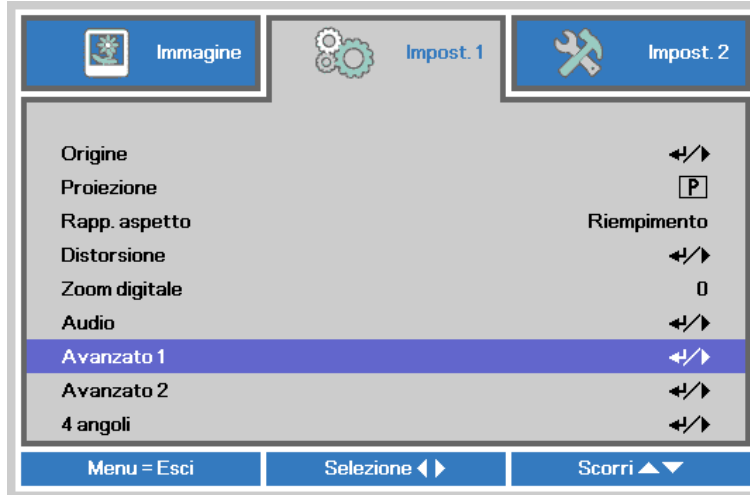 Immagine
Impost. 1
Impost. 2
Origine
Proiezione P
Rapp. aspetto Riempimento
Distorsione
Zoom digitale 0
Audio
Avanzato 1
Avanzato 2
4 angoli
Menu = Esci
Selezione
Scorri